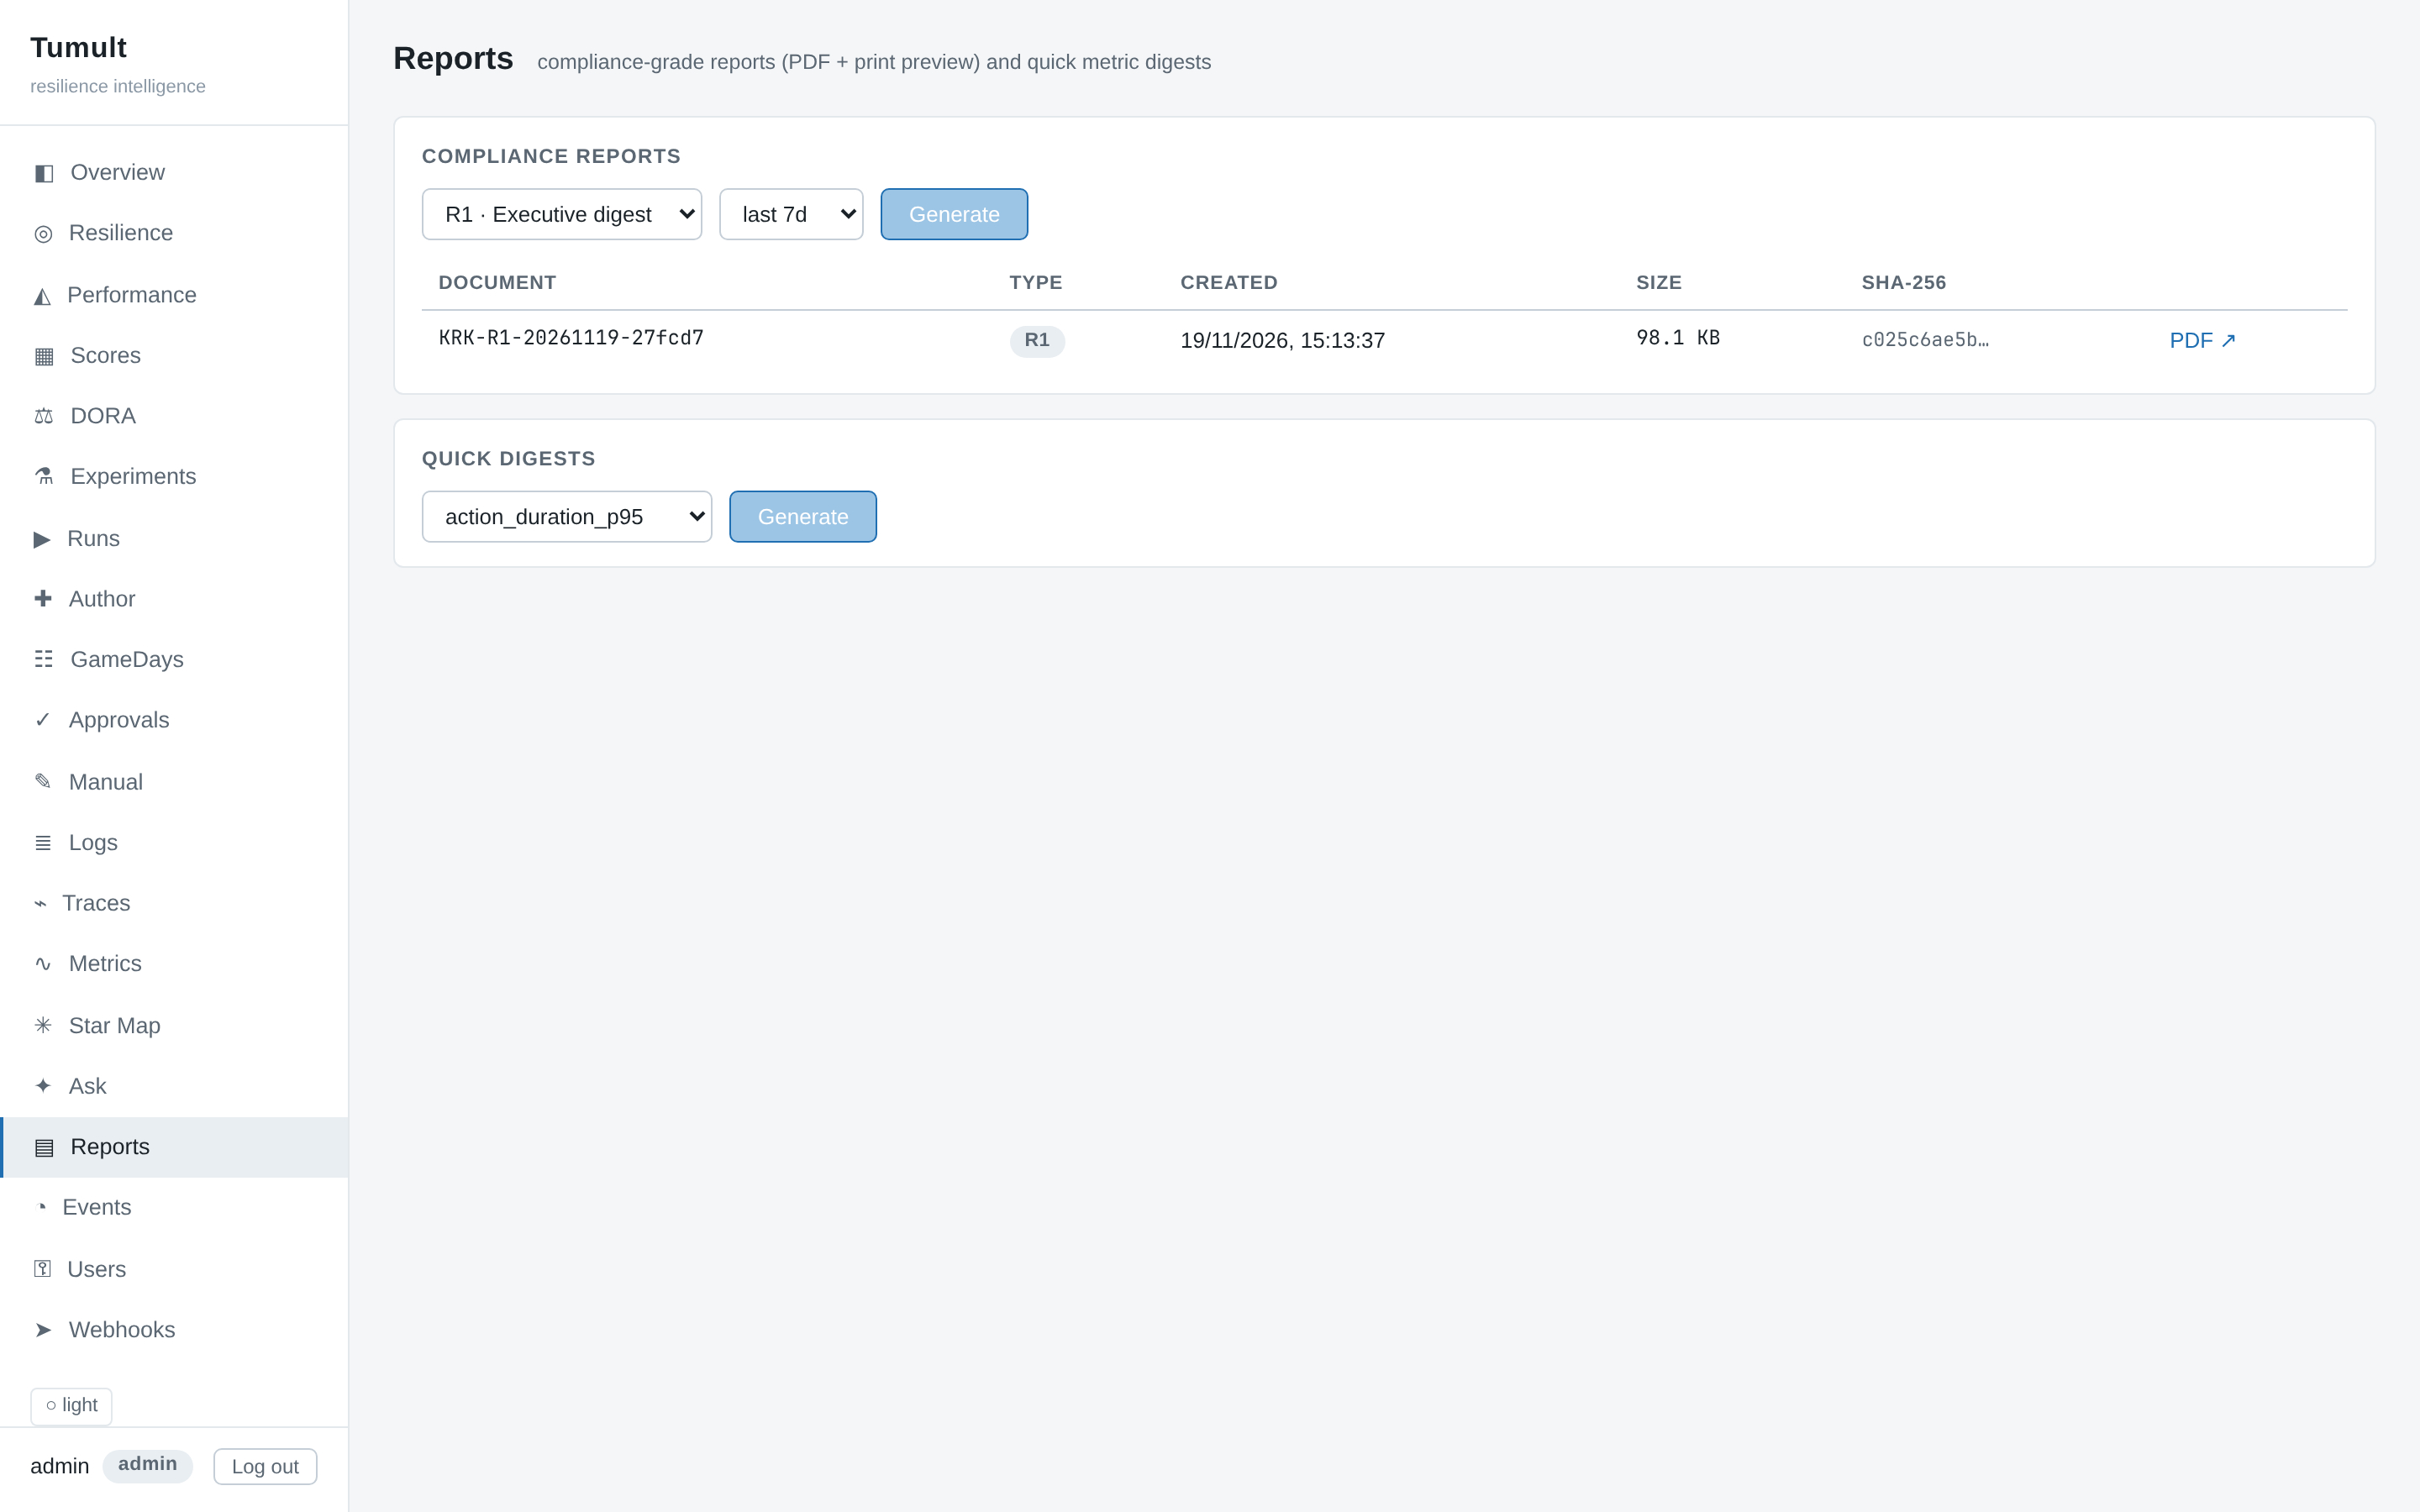 Tumult
resilience intelligence
Overview
Resilience
Performance
Scores
DORA
Experiments
Runs
Author
GameDays
Approvals
Manual
Logs
Traces
Metrics
Star Map
Ask
Reports
Events
Users
Webhooks
light
admin admin Log out
Reports compliance-grade reports (PDF + print preview) and quick metric digests
COMPLIANCE REPORTS
R1 · Executive digest last 7d Generate
DOCUMENT TYPE CREATED SIZE SHA-256
KRK-R1-20261119-27fcd7 R1 19/11/2026, 15:13:37 98.1 KB c025c6ae5b… PDF ↗
QUICK DIGESTS
action_duration_p95 Generate